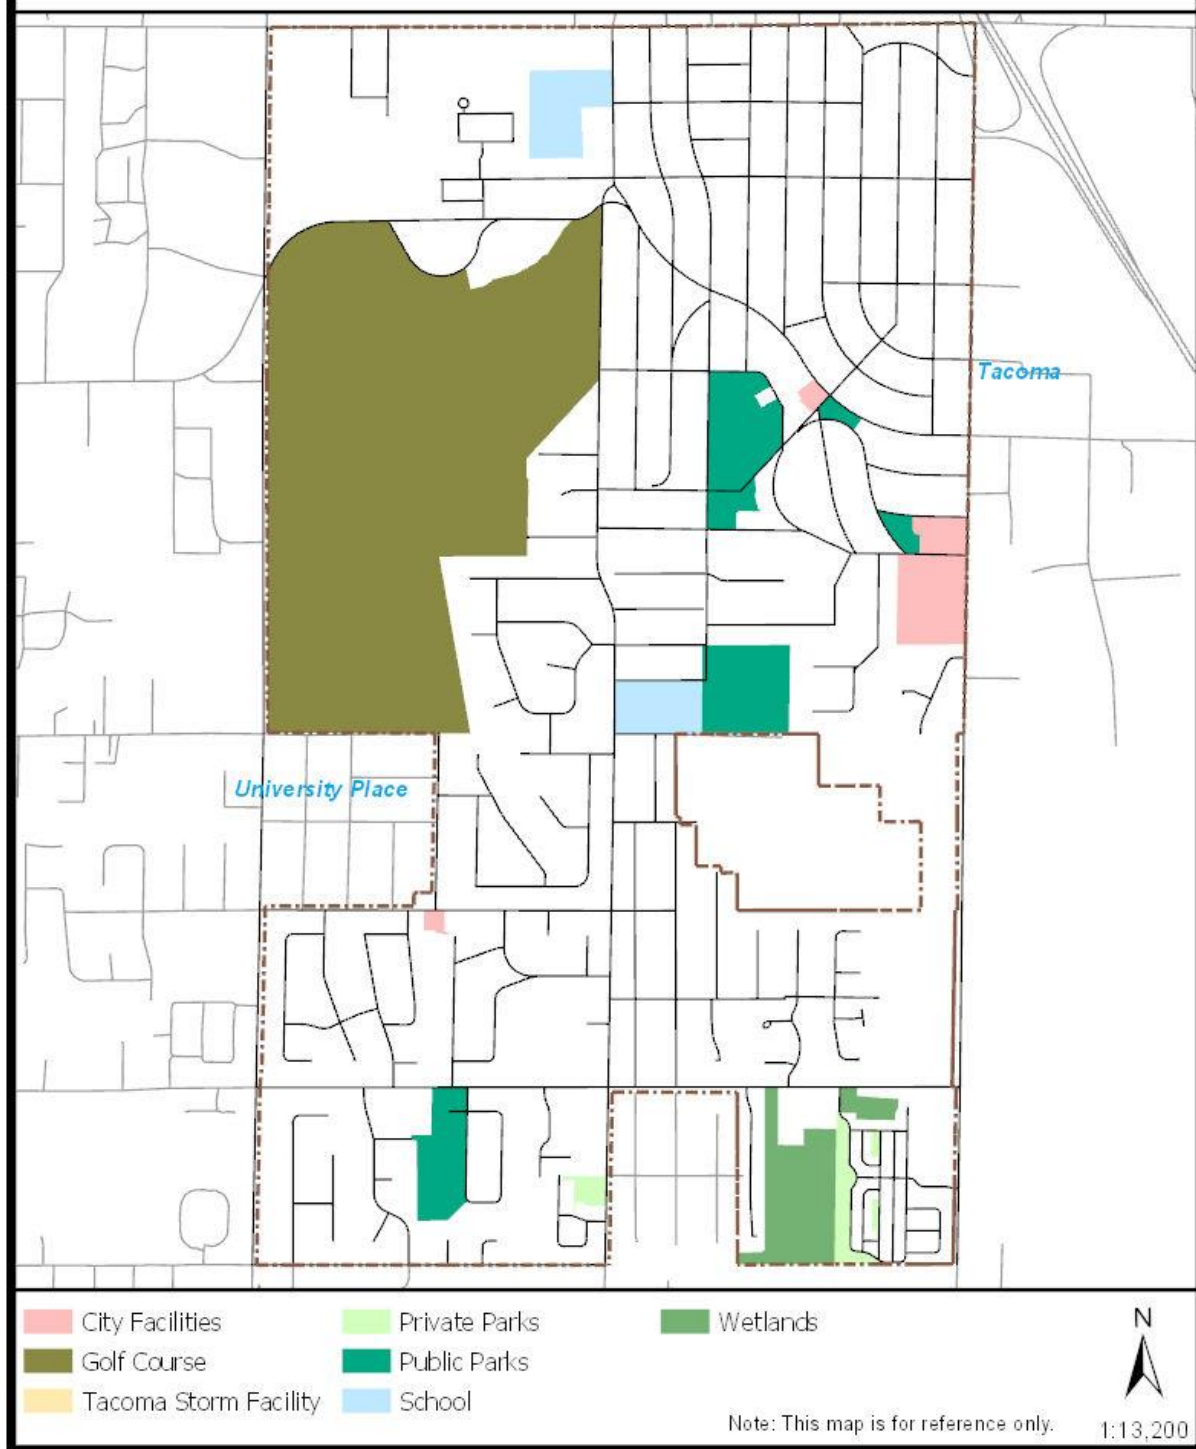 Tacoma
University Place
City Facilities
Private Parks
Wetlands
Golf Course
Public Parks
Tacoma Storm Facility
School
N
Note: This map is for reference only.
1:13,200